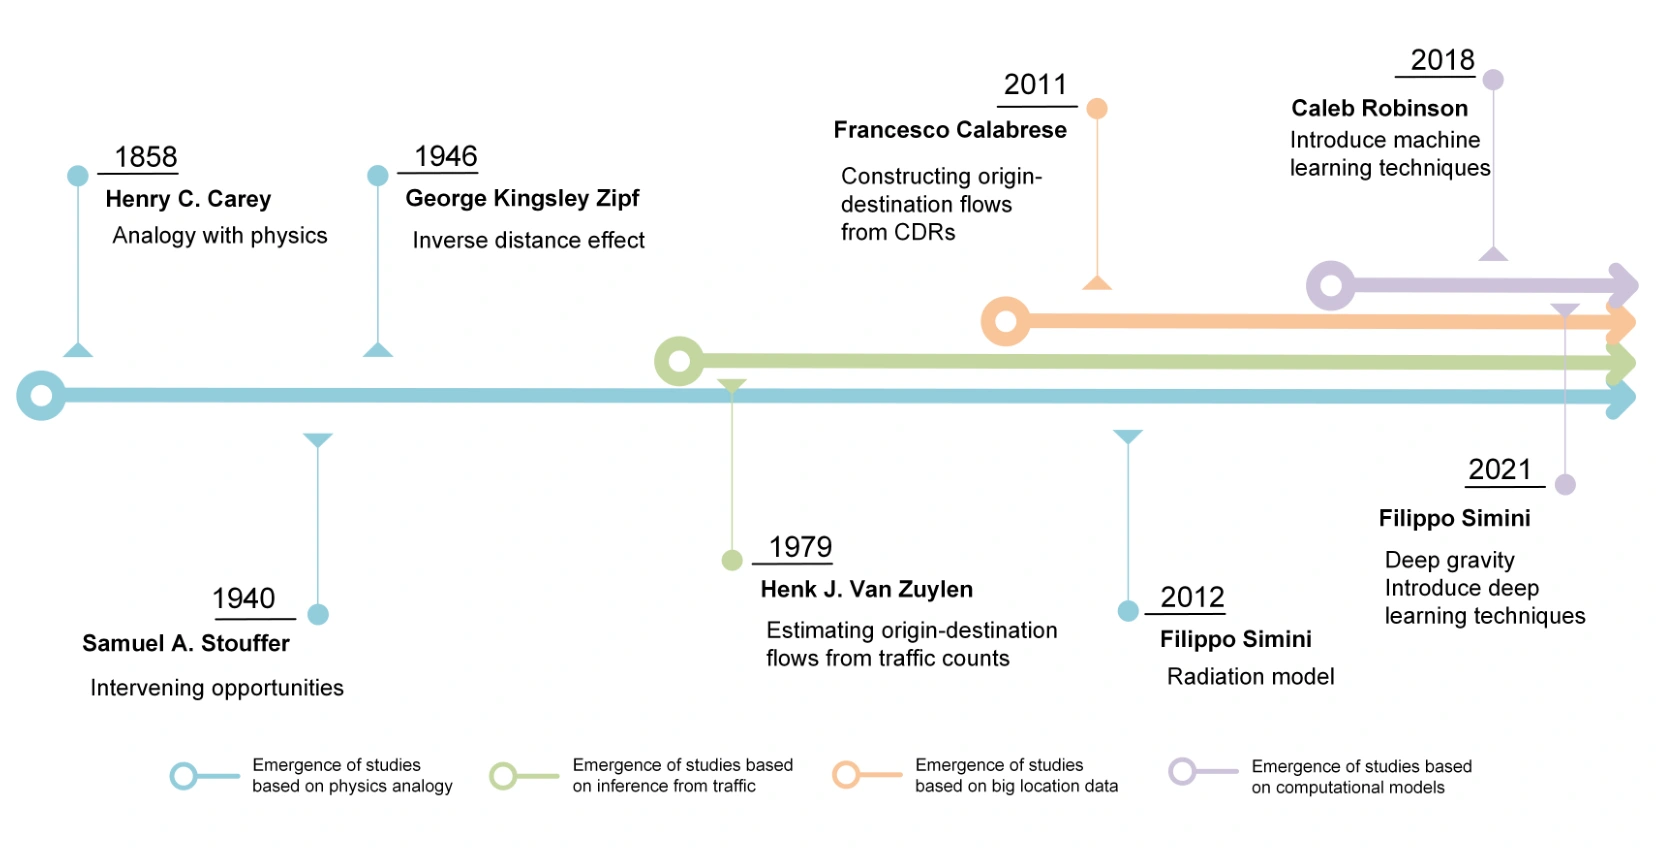 1858
Henry C. Carey
Analogy with physics
1946
George Kingsley Zipf
Inverse distance effect
2011
Francesco Calabrese
Constructing origin-
destination flows
from CDRs
2018
Caleb Robinson
Introduce machine
learning techniques
1940
Samuel A. Stouffer
Intervening opportunities
1979
Henk J. Van Zuylen
Estimating origin-destination
flows from traffic counts
2012
Filippo Simini
Radiation model
2021
Filippo Simini
Deep gravity
Introduce deep
learning techniques
Emergence of studies
based on physics analogy
Emergence of studies based
on inference from traffic
Emergence of studies
based on big location data
Emergence of studies based
on computational models